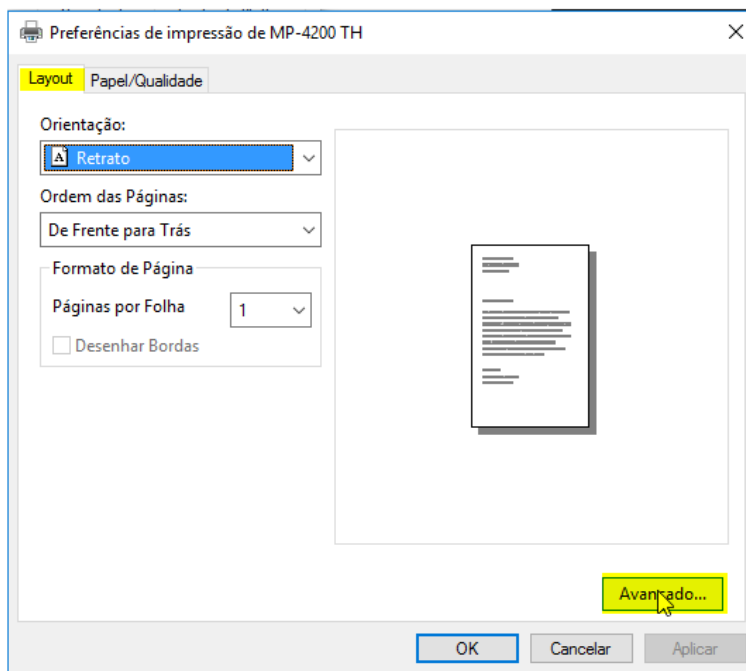 Preferências de impressão de MP-4200 TH
Layout
Papel/Qualidade
Orientação:
Retrato
Ordem das Páginas:
De Frente para Trás
Formato de Página
Páginas por Folha
1
Desenhar Bordas
Avançado...
OK
Cancelar
Aplicar